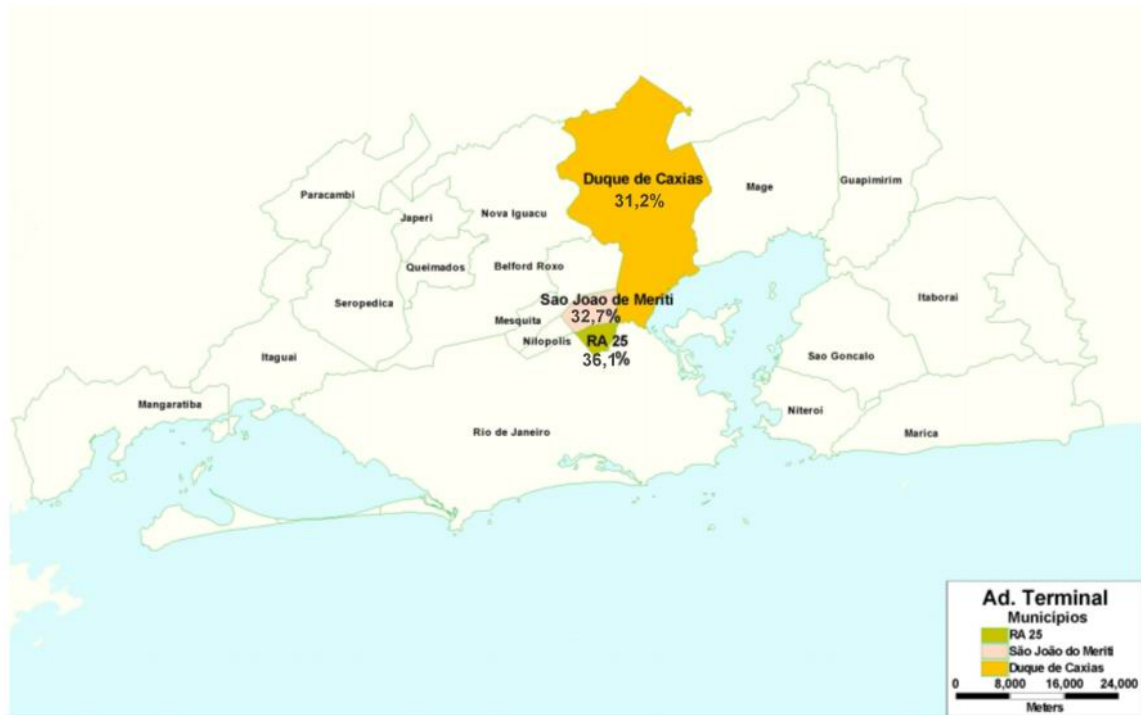 Duque de Caxias
31,2%
Mage
Guapimirim
Paracambi
Japeri
Nova Iguacu
Queimados
Belford Roxo
Seropedica
Itaborai
Sao Joao de Meriti
32,7%
Mesquita
Nilopolis
RA 25
36,1%
Itaguai
Sao Goncalo
Mangaratiba
Niteroi
Rio de Janeiro
Marica
Ad. Terminal
Municípios
RA 25
São João do Meriti
Duque de Caxias
0 8,000 16,000 24,000
Meters